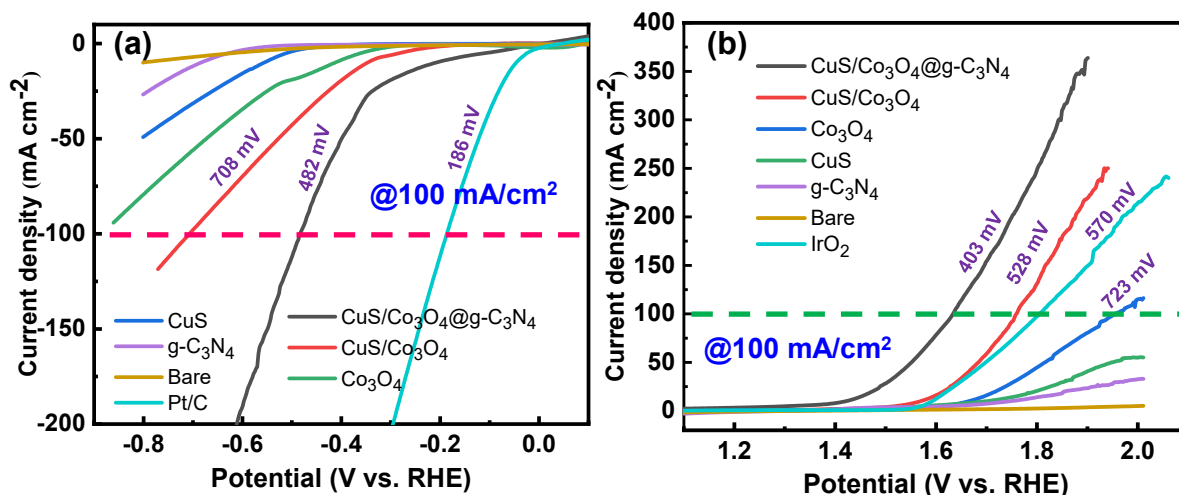 (a)
0
-50
-100
-150
-200
-0.8
-0.6
-0.4
-0.2
0.0
Current density (mA cm-2)
Potential (V vs. RHE)
708 mV
482 mV
186 mV
@100 mA/cm2
CuS
g-C3N4
Bare
Pt/C
CuS/Co3O4@g-C3N4
CuS/Co3O4
Co3O4
(b)
400
350
300
250
200
150
100
50
0
1.2
1.4
1.6
1.8
2.0
Current density (mA cm-2)
Potential (V vs. RHE)
CuS/Co3O4@g-C3N4
CuS/Co3O4
Co3O4
CuS
g-C3N4
Bare
IrO2
403 mV
528 mV
570 mV
723 mV
@100 mA/cm2